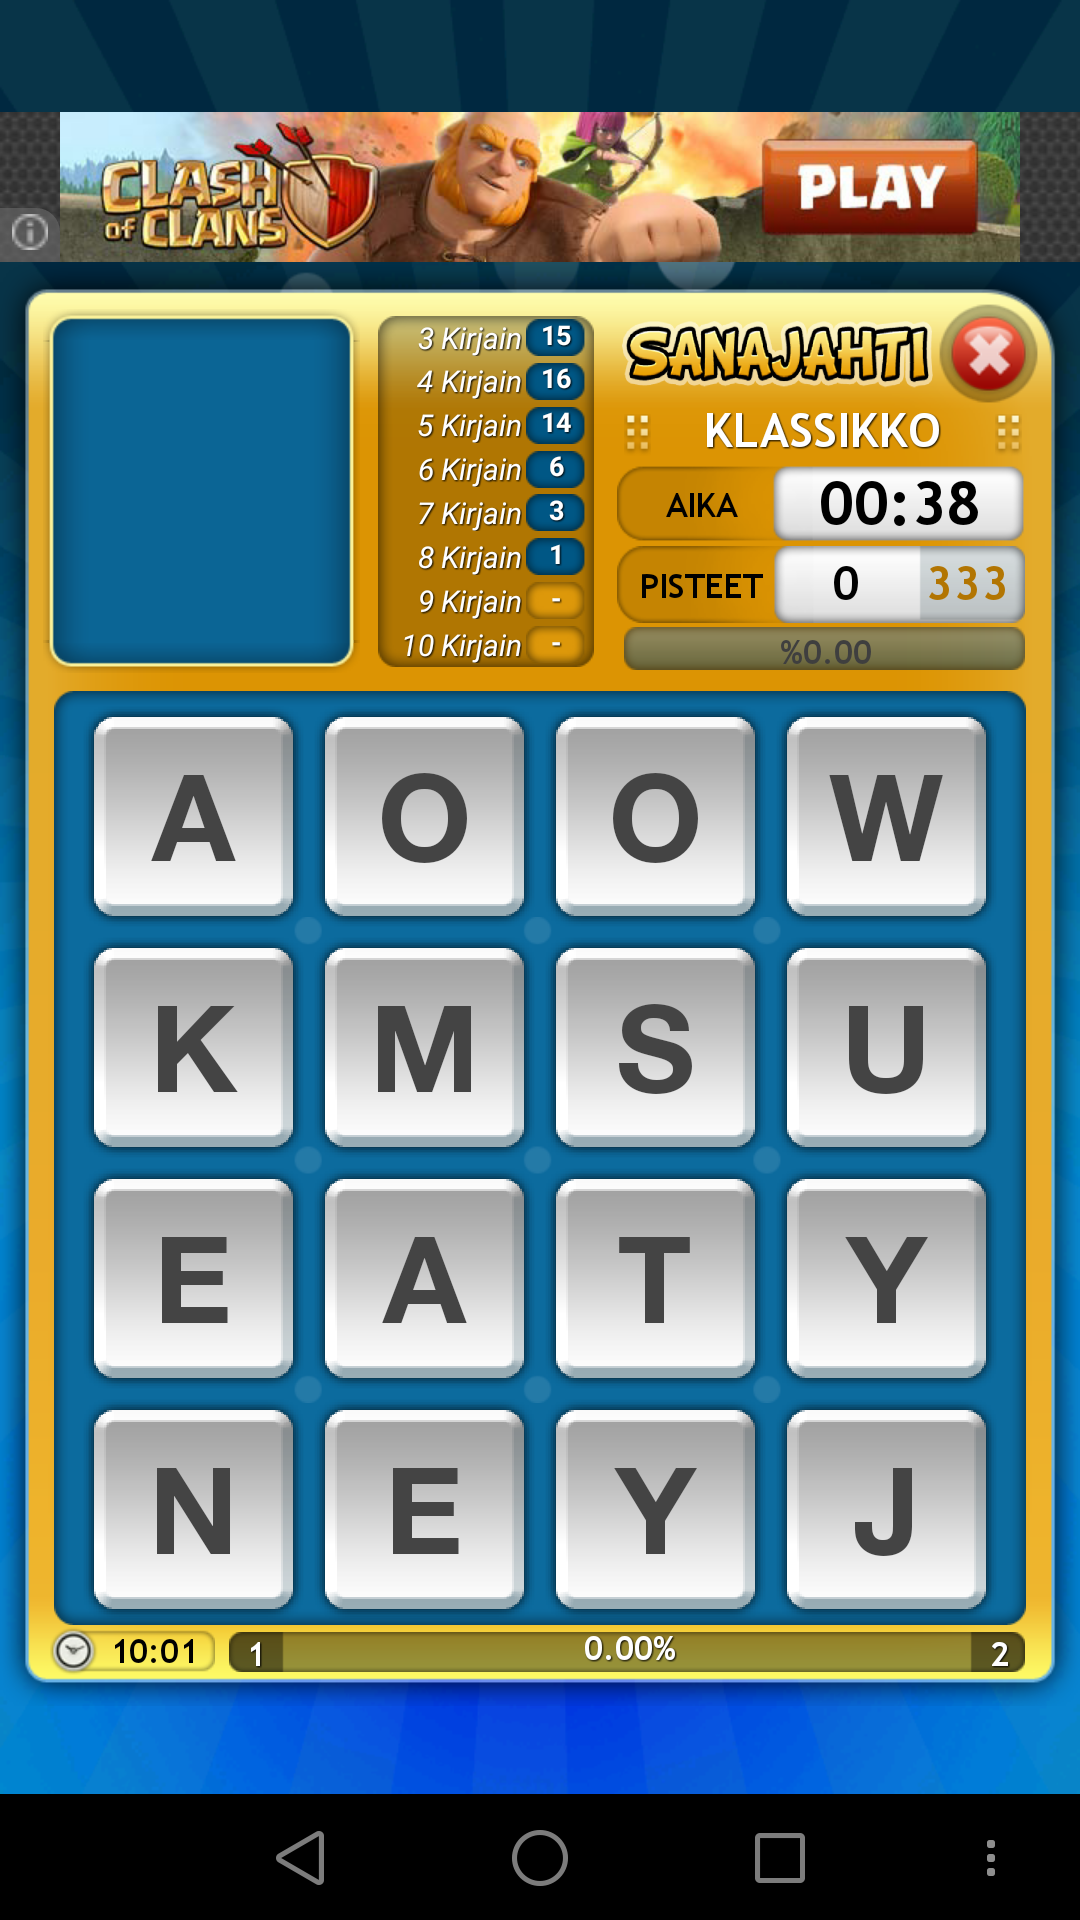 CLASH
of CLANS
PLAY
3 Kirjain 15
4 Kirjain 16
5 Kirjain 14
6 Kirjain 6
7 Kirjain 3
8 Kirjain 1
9 Kirjain -
10 Kirjain -
SANAJAHTI
KLASSIKKO
AIKA 00:38
PISTEET 0 333
%0.00
A O O W
K M S U
E A T Y
N E Y J
10:01 1 0.00% 2